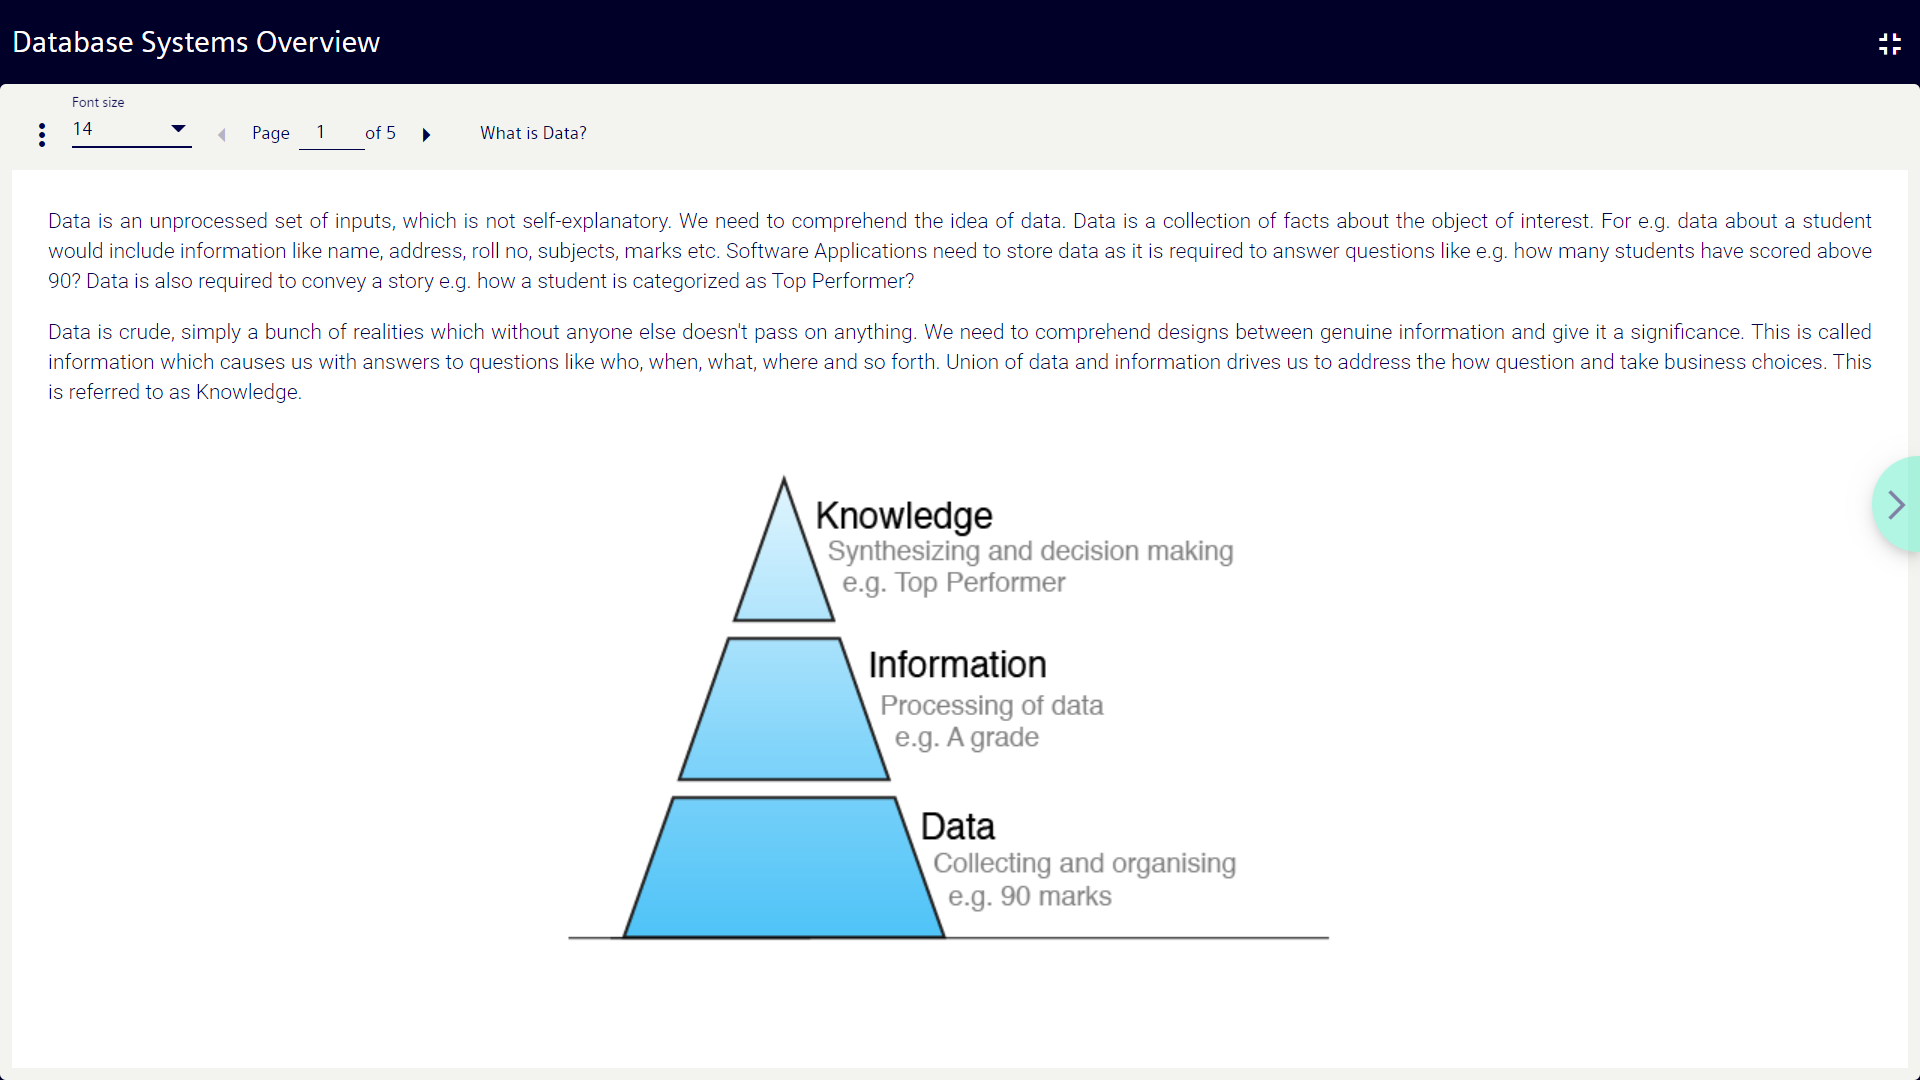 Database Systems Overview
Font size
14
Page 1 of 5
What is Data?
Data is an unprocessed set of inputs, which is not self-explanatory. We need to comprehend the idea of data. Data is a collection of facts about the object of interest. For e.g. data about a student
would include information like name, address, roll no, subjects, marks etc. Software Applications need to store data as it is required to answer questions like e.g. how many students have scored above
90? Data is also required to convey a story e.g. how a student is categorized as Top Performer?
Data is crude, simply a bunch of realities which without anyone else doesn't pass on anything. We need to comprehend designs between genuine information and give it a significance. This is called
information which causes us with answers to questions like who, when, what, where and so forth. Union of data and information drives us to address the how question and take business choices. This
is referred to as Knowledge.
Knowledge
Synthesizing and decision making
e.g. Top Performer
Information
Processing of data
e.g. A grade
Data
Collecting and organising
e.g. 90 marks